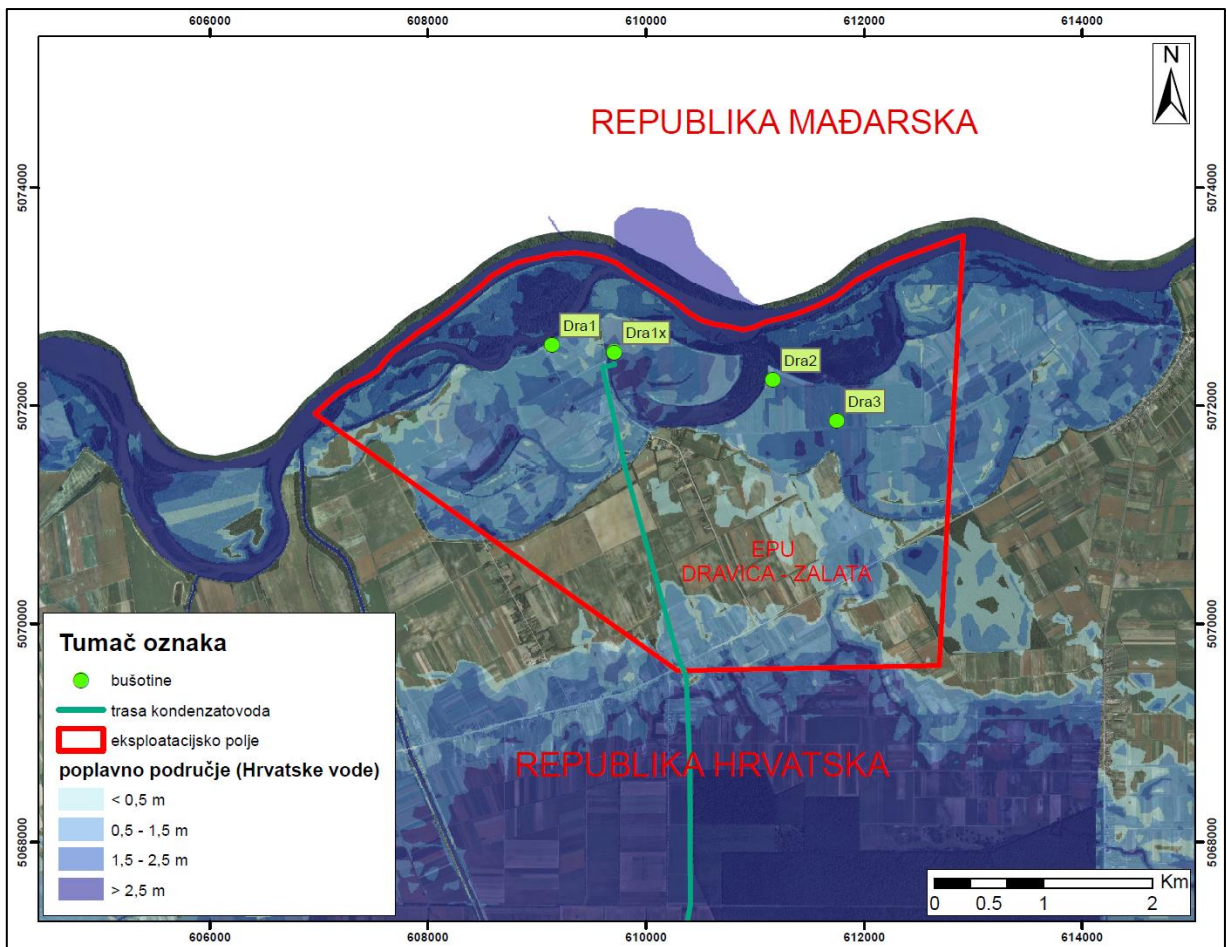 606000 608000 610000 612000 614000
N
REPUBLIKA MAĐARSKA
5074000 5074000
Dra1
Dra1x
Dra2
Dra3
5072000 5072000
EPU
DRAVICA - ZALATA
5070000 5070000
REPUBLIKA HRVATSKA
5068000 5068000
Tumač oznaka
bušotine
trasa kondenzatovoda
eksploatacijsko polje
poplavno područje (Hrvatske vode)
< 0,5 m
0,5 - 1,5 m
1,5 - 2,5 m
> 2,5 m
Km
0 0.5 1 2
606000 608000 610000 612000 614000